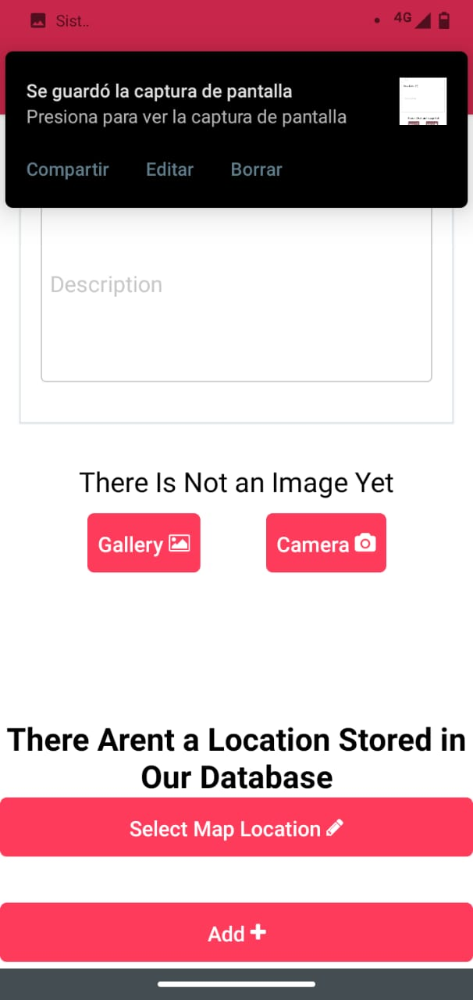 Sist..
4G
Se guardó la captura de pantalla
Presiona para ver la captura de pantalla
Compartir Editar Borrar
Description
There Is Not an Image Yet
Gallery Camera
There Arent a Location Stored in
Our Database
Select Map Location
Add